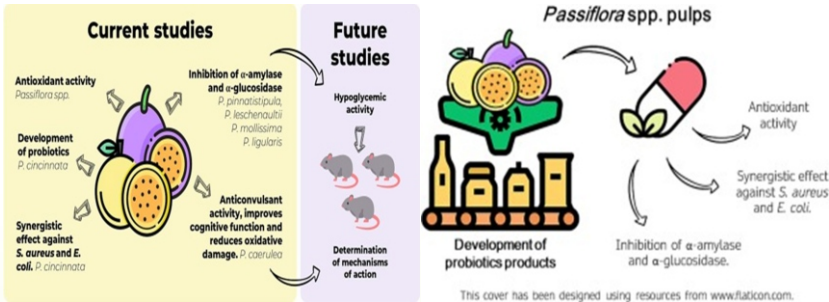 Current studies
Antioxidant activity
Passiflora spp.
Development
of probiotics
P. cincinnata
Synergistic
effect against
S. aureus and E.
coli. P. cincinnata
Inhibition of α-amylase
and α-glucosidase
P. pinnatistipula,
P. leschenaultii
P. mollissima
P. ligularis
Anticonvulsant
activity, improves
cognitive function and
reduces oxidative
damage. P. caerulea
Future
studies
Hypoglycemic
activity
Determination
of mechanisms
of action
Passiflora spp. pulps
Development of
probiotics products
Antioxidant
activity
Synergistic effect
against S. aureus
and E. coli.
Inhibition of α-amylase
and α-glucosidase.
This cover has been designed using resources from www.flaticon.com.